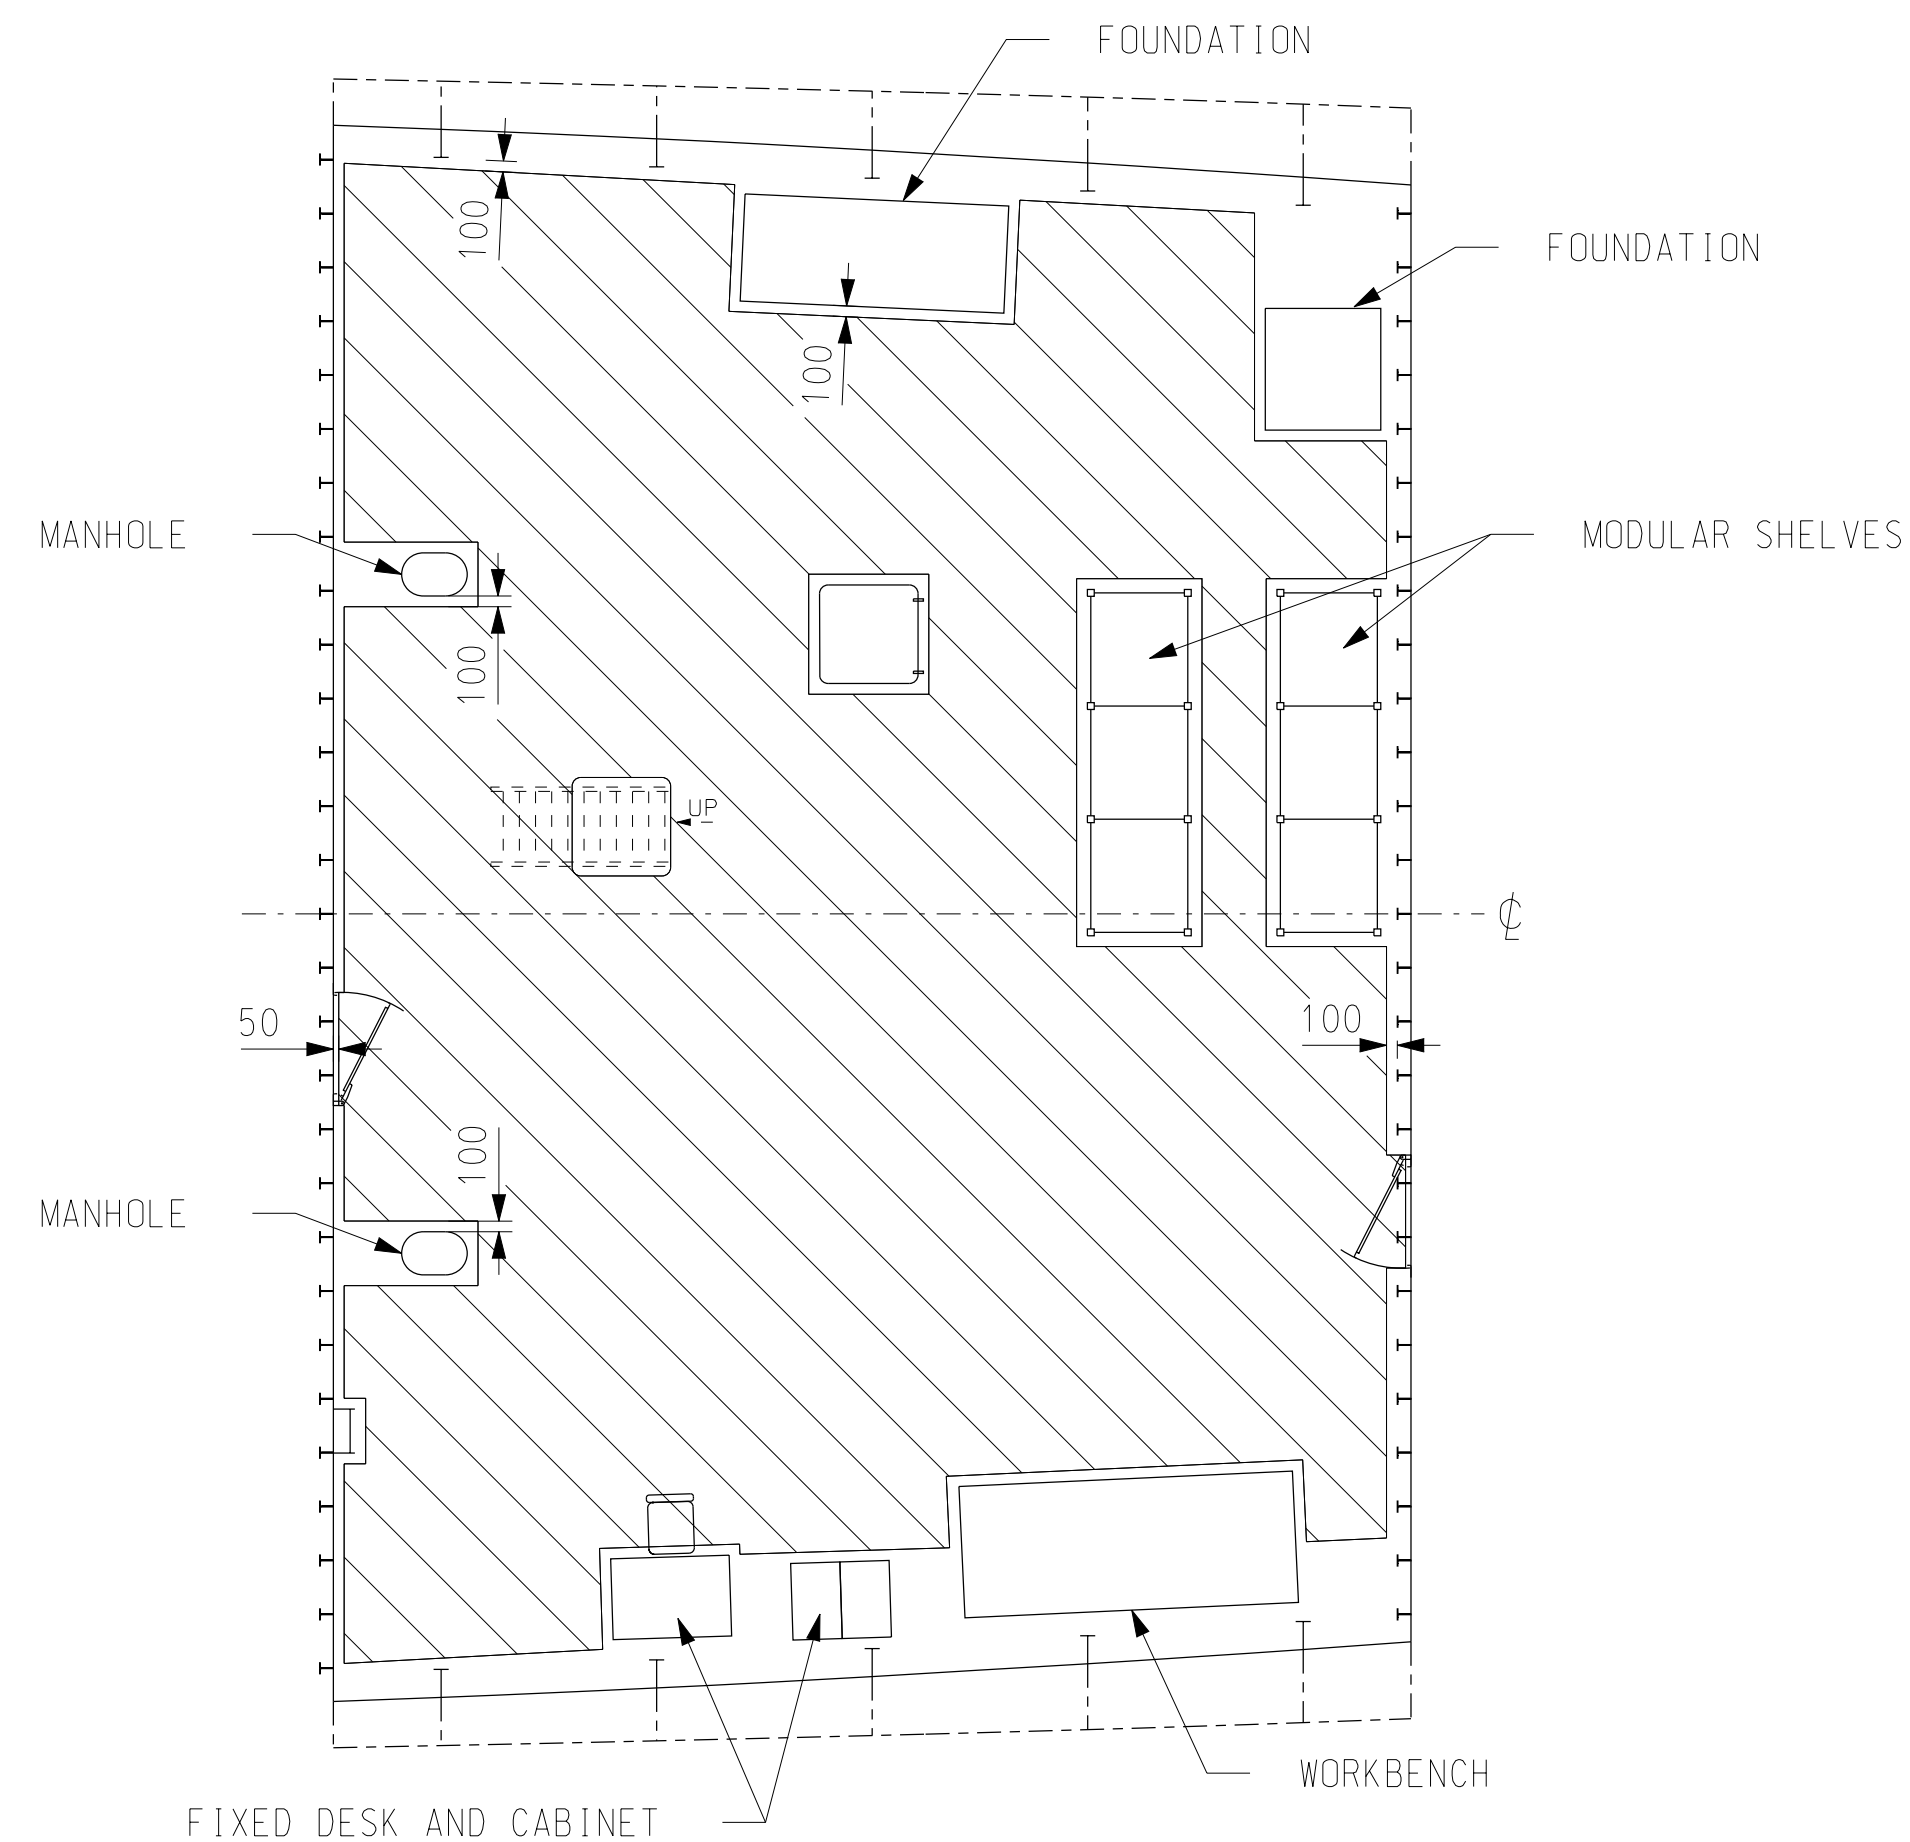 FOUNDATION
100
FOUNDATION
100
MANHOLE
MODULAR SHELVES
100
UP
℄
50
100
100
MANHOLE
WORKBENCH
FIXED DESK AND CABINET